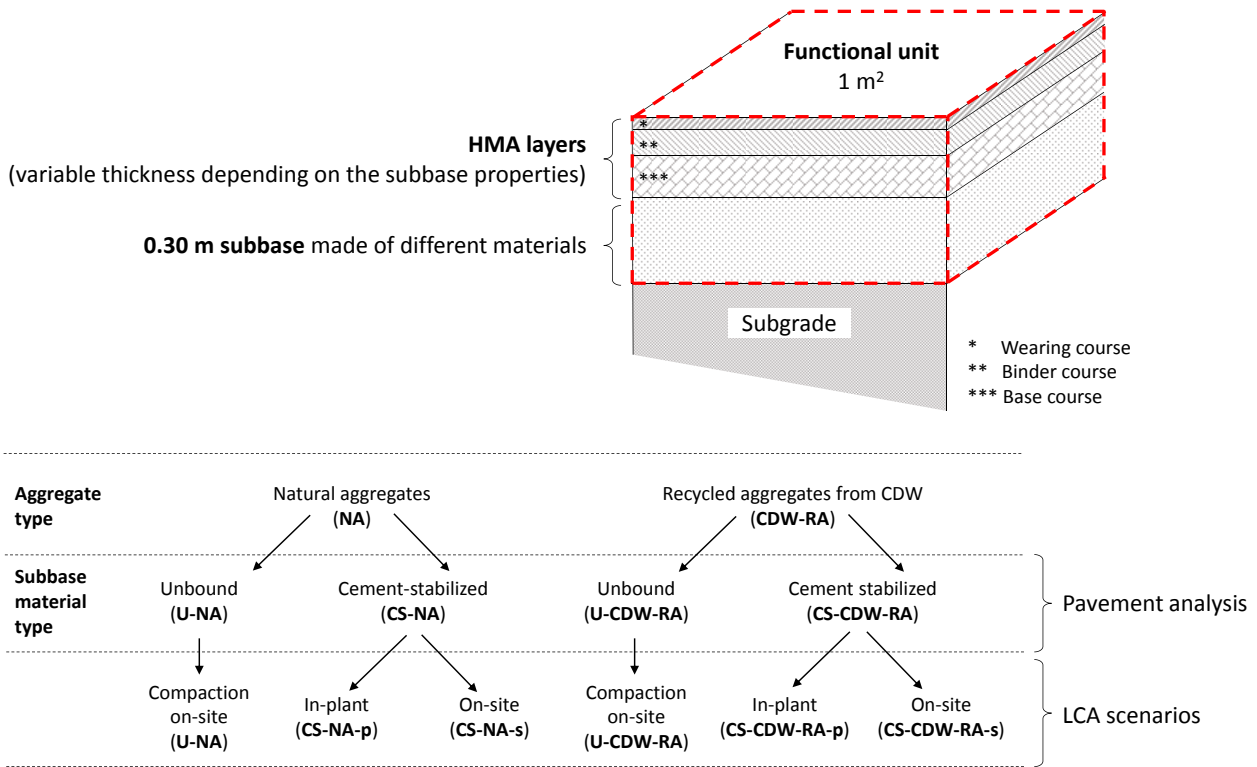 Functional unit
1 m²
*
HMA layers
**
(variable thickness depending on the subbase properties)
***
0.30 m subbase made of different materials
Subgrade
* Wearing course
** Binder course
*** Base course
Aggregate type
Natural aggregates
(NA)
Recycled aggregates from CDW
(CDW-RA)
Subbase
material
type
Unbound
(U-NA)
Cement-stabilized
(CS-NA)
Unbound
(U-CDW-RA)
Cement stabilized
(CS-CDW-RA)
Pavement analysis
Compaction
on-site
(U-NA)
In-plant
(CS-NA-p)
On-site
(CS-NA-s)
Compaction
on-site
(U-CDW-RA)
In-plant
(CS-CDW-RA-p)
On-site
(CS-CDW-RA-s)
LCA scenarios